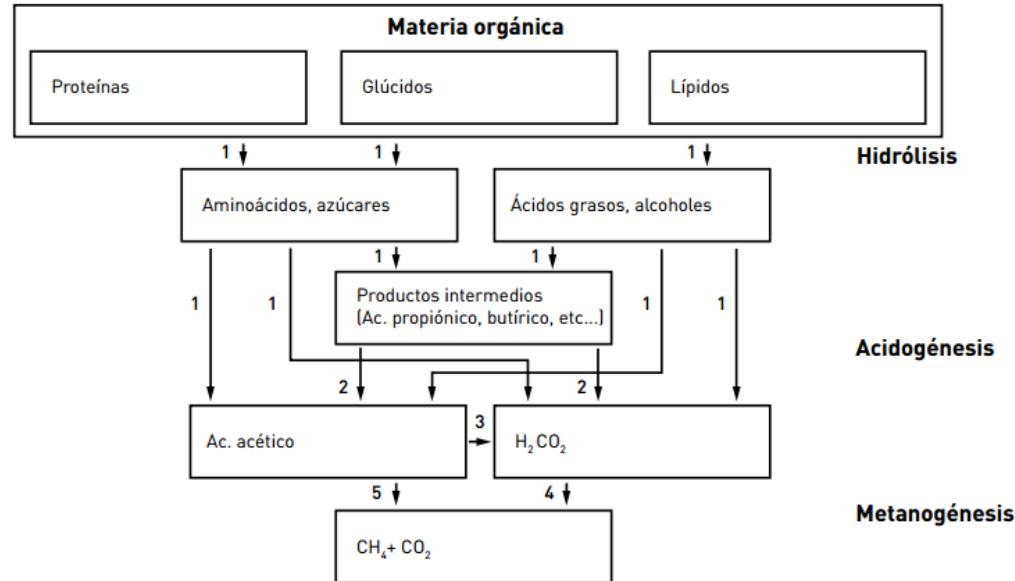 Materia orgánica
Proteínas
Glúcidos
Lípidos
1
1
1
Hidrólisis
Aminoácidos, azúcares
Ácidos grasos, alcoholes
1
1
1
1
1
1
Productos intermedios
(Ac. propiónico, butírico, etc...)
Acidogénesis
2
2
Ac. acético
3
H₂CO₂
5
4
Metanogénesis
CH₄+ CO₂